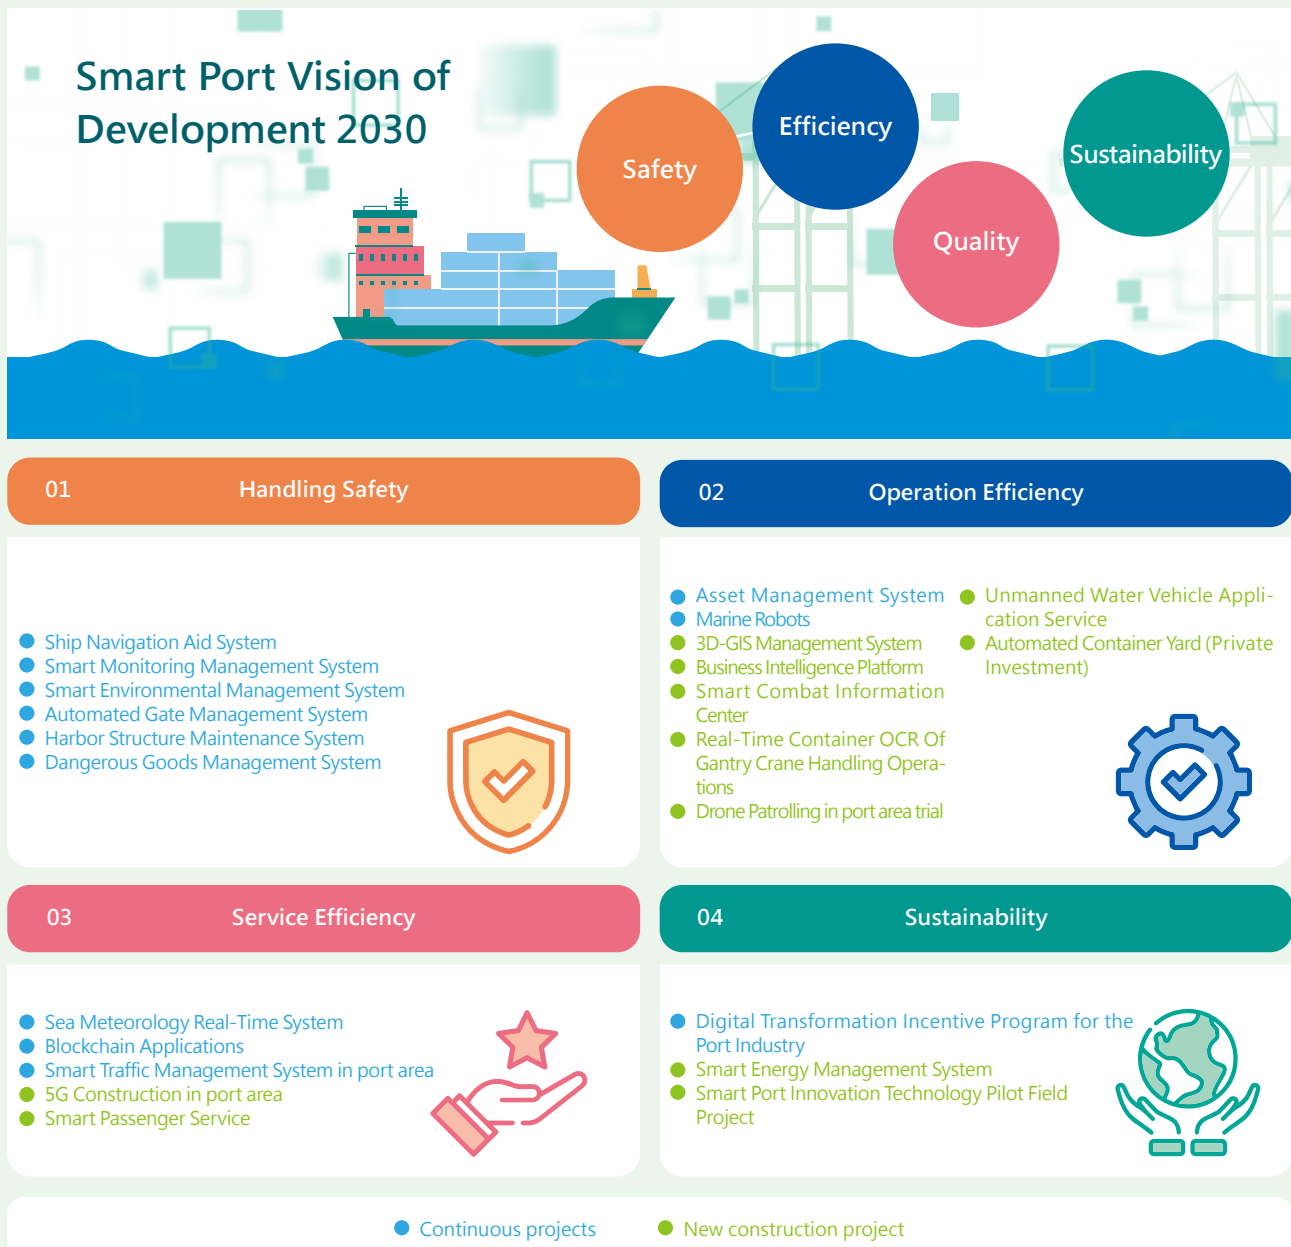 Smart Port Vision of
Development 2030
Safety
Efficiency
Quality
Sustainability
01
Handling Safety
Ship Navigation Aid System
Smart Monitoring Management System
Smart Environmental Management System
Automated Gate Management System
Harbor Structure Maintenance System
Dangerous Goods Management System
02
Operation Efficiency
Asset Management System
Marine Robots
3D-GIS Management System
Business Intelligence Platform
Smart Combat Information
Center
Real-Time Container OCR Of
Gantry Crane Handling Opera-
tions
Drone Patrolling in port area trial
Unmanned Water Vehicle Appli-
cation Service
Automated Container Yard (Private
Investment)
03
Service Efficiency
Sea Meteorology Real-Time System
Blockchain Applications
Smart Traffic Management System in port area
5G Construction in port area
Smart Passenger Service
04
Sustainability
Digital Transformation Incentive Program for the
Port Industry
Smart Energy Management System
Smart Port Innovation Technology Pilot Field
Project
Continuous projects
New construction project